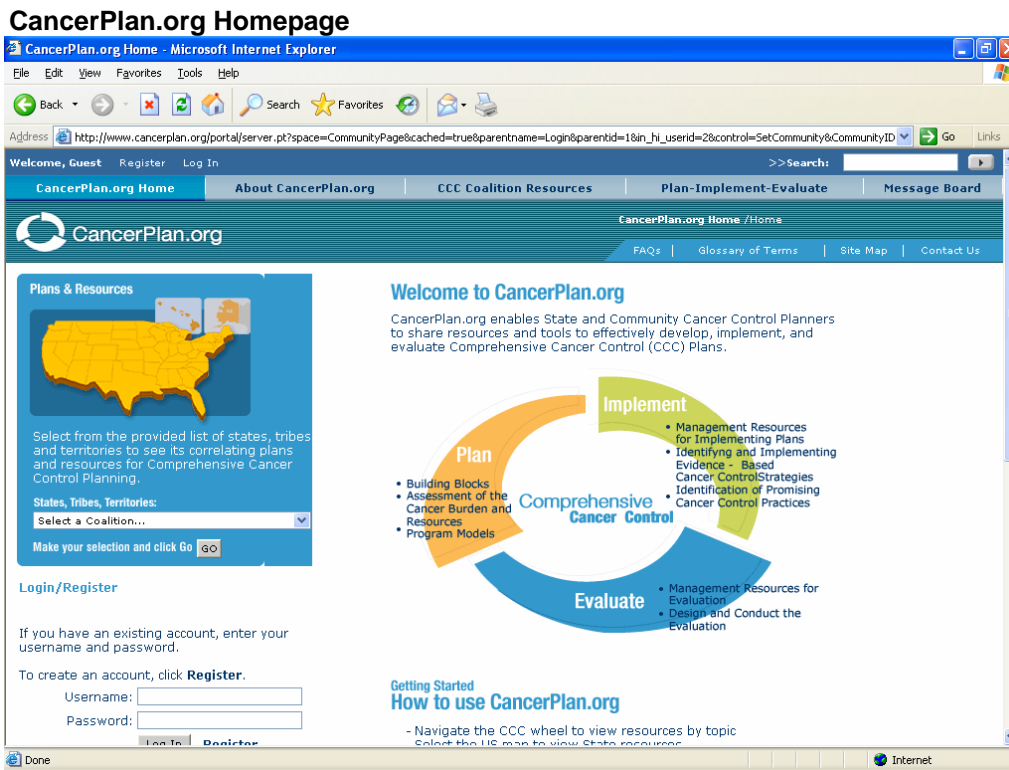 CancerPlan.org Homepage
CancerPlan.org Home - Microsoft Internet Explorer
File Edit View Favorites Tools Help
Back Search Favorites
Address http://www.cancerplan.org/portal/server.pt?space=CommunityPage&cached=true&parentname=Login&parentid=1&in_hi_userid=2&control=SetCommunity&CommunityID Go Links
Welcome, Guest Register Log In >>Search:
CancerPlan.org Home About CancerPlan.org CCC Coalition Resources Plan-Implement-Evaluate Message Board
CancerPlan.org Home /Home
CancerPlan.org
FAQs | Glossary of Terms | Site Map | Contact Us
Plans & Resources
Select from the provided list of states, tribes
and territories to see its correlating plans
and resources for Comprehensive Cancer
Control Planning.
States, Tribes, Territories:
Select a Coalition...
Make your selection and click Go GO
Login/Register
If you have an existing account, enter your
username and password.
To create an account, click Register.
Username:
Password:
Log In Register
Welcome to CancerPlan.org
CancerPlan.org enables State and Community Cancer Control Planners
to share resources and tools to effectively develop, implement, and
evaluate Comprehensive Cancer Control (CCC) Plans.
Plan
• Building Blocks
• Assessment of the
Cancer Burden and
Resources
• Program Models
Implement
• Management Resources
for Implementing Plans
• Identifyng and Implementing
Evidence - Based
Cancer ControlStrategies
• Identification of Promising
Cancer Control Practices
Comprehensive
Cancer Control
Evaluate
• Management Resources for
Evaluation
• Design and Conduct the
Evaluation
Getting Started
How to use CancerPlan.org
- Navigate the CCC wheel to view resources by topic
- Select the US map to view State resources
Done Internet